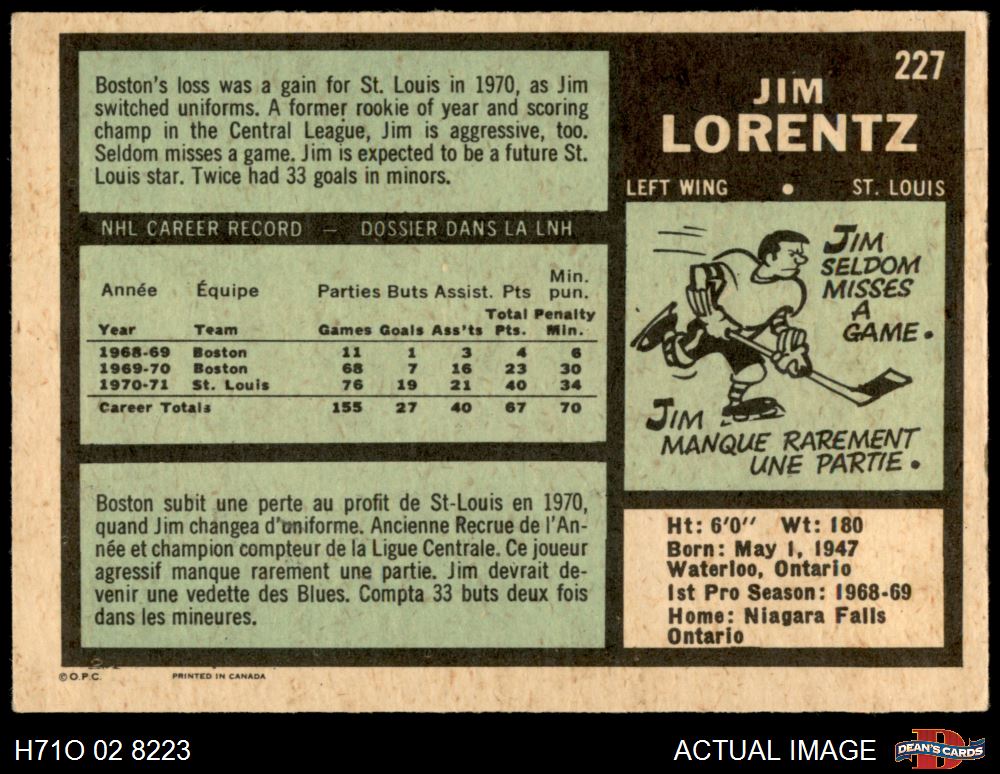 227
JIM
LORENTZ
LEFT WING • ST. LOUIS
Boston's loss was a gain for St. Louis in 1970, as Jim
switched uniforms. A former rookie of year and scoring
champ in the Central League, Jim is aggressive, too.
Seldom misses a game. Jim is expected to be a future St.
Louis star. Twice had 33 goals in minors.
NHL CAREER RECORD — DOSSIER DANS LA LNH
Année Équipe Parties Buts Assist. Pts Min. pun.
Year Team Games Goals Ass'ts Total Pts. Penalty Min.
1968-69 Boston 11 1 3 4 6
1969-70 Boston 68 7 16 23 30
1970-71 St. Louis 76 19 21 40 34
Career Totals 155 27 40 67 70
Boston subit une perte au profit de St-Louis en 1970,
quand Jim changea d'uniforme. Ancienne Recrue de l'An-
née et champion compteur de la Ligue Centrale. Ce joueur
agressif manque rarement une partie. Jim devrait de-
venir une vedette des Blues. Compta 33 buts deux fois
dans les mineures.
JIM
SELDOM
MISSES
A
GAME.
JIM
MANQUE RAREMENT
UNE PARTIE.
Ht: 6'0'' Wt: 180
Born: May 1, 1947
Waterloo, Ontario
1st Pro Season: 1968-69
Home: Niagara Falls
Ontario
© O.P.C. PRINTED IN CANADA
H71O 02 8223
ACTUAL IMAGE
DEAN'S CARDS